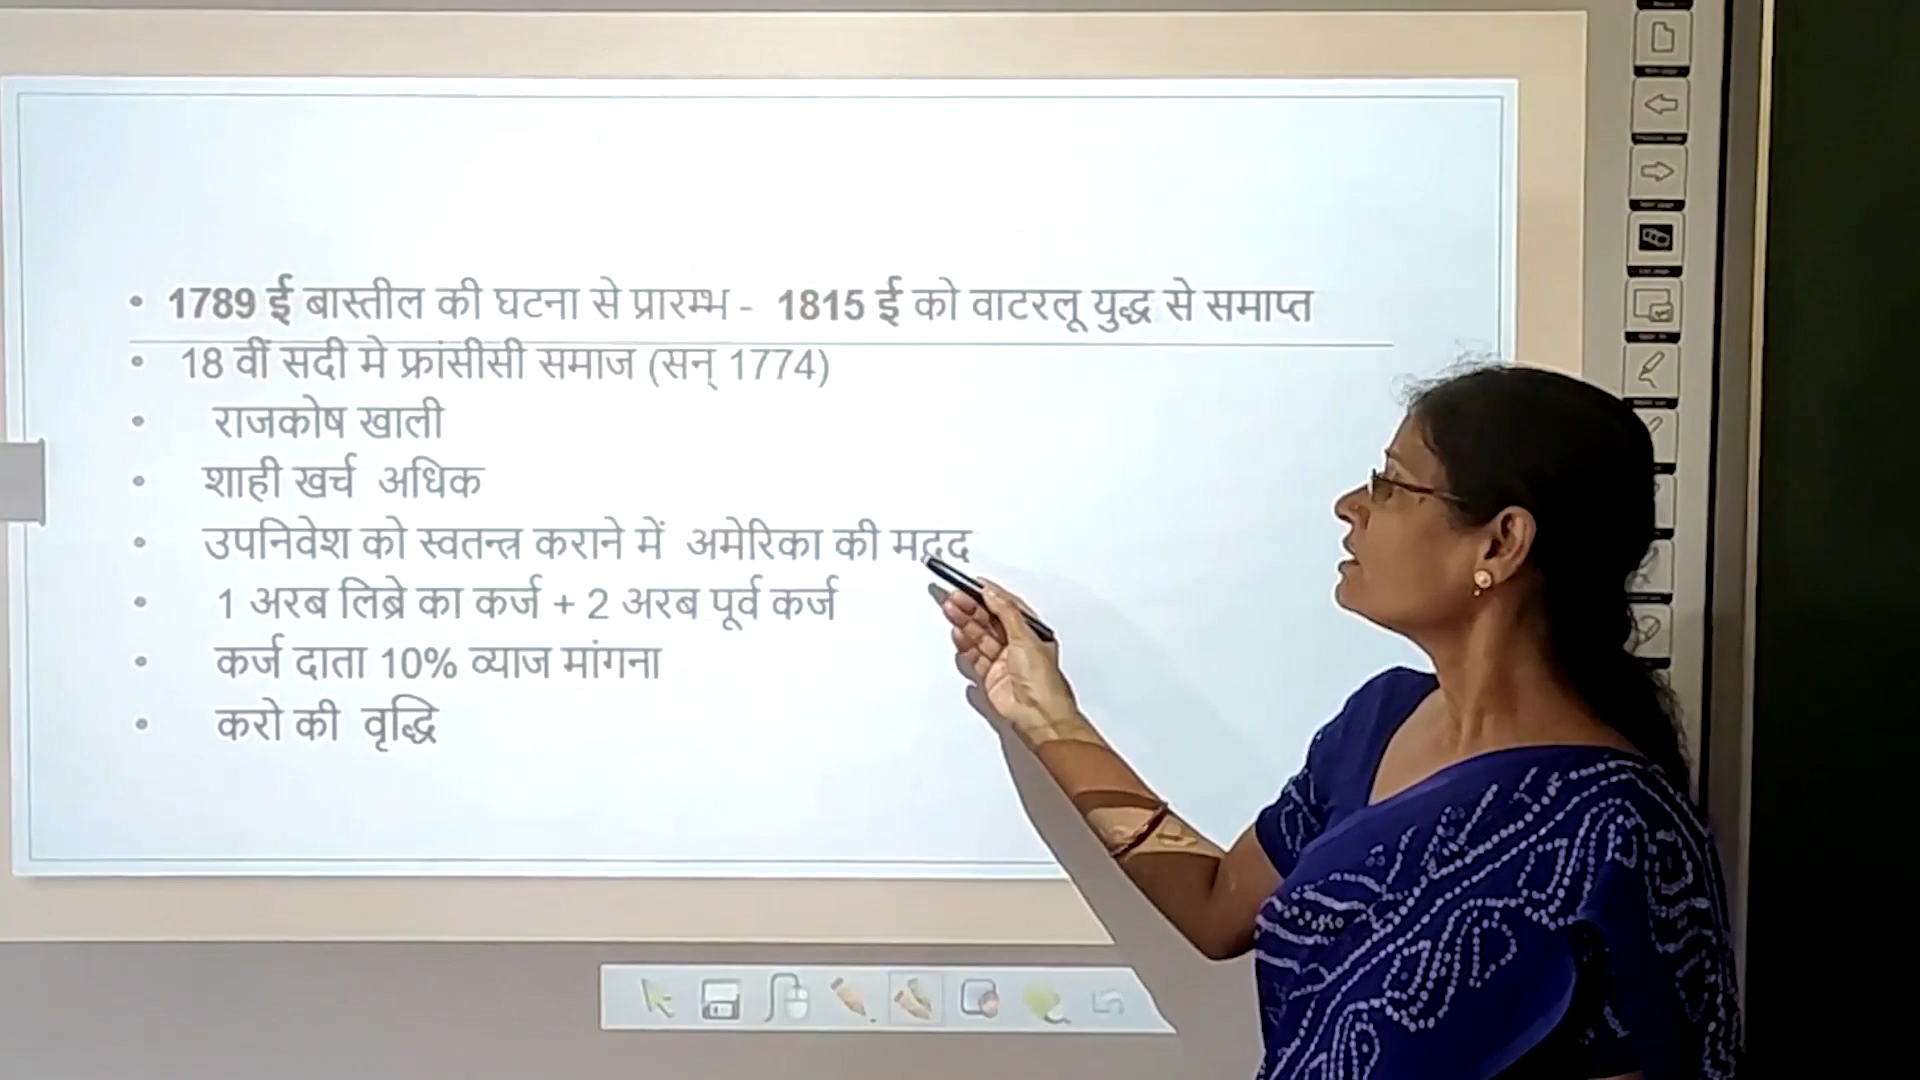 • 1789 ई बास्तील की घटना से प्रारम्भ - 1815 ई को वाटरलू युद्ध से समाप्त
• 18 वीं सदी मे फ्रांसीसी समाज (सन् 1774)
• राजकोष खाली
• शाही खर्च अधिक
• उपनिवेश को स्वतन्त्र कराने में अमेरिका की मदद
• 1 अरब लिब्रे का कर्ज + 2 अरब पूर्व कर्ज
• कर्ज दाता 10% व्याज मांगना
• करो की वृद्धि